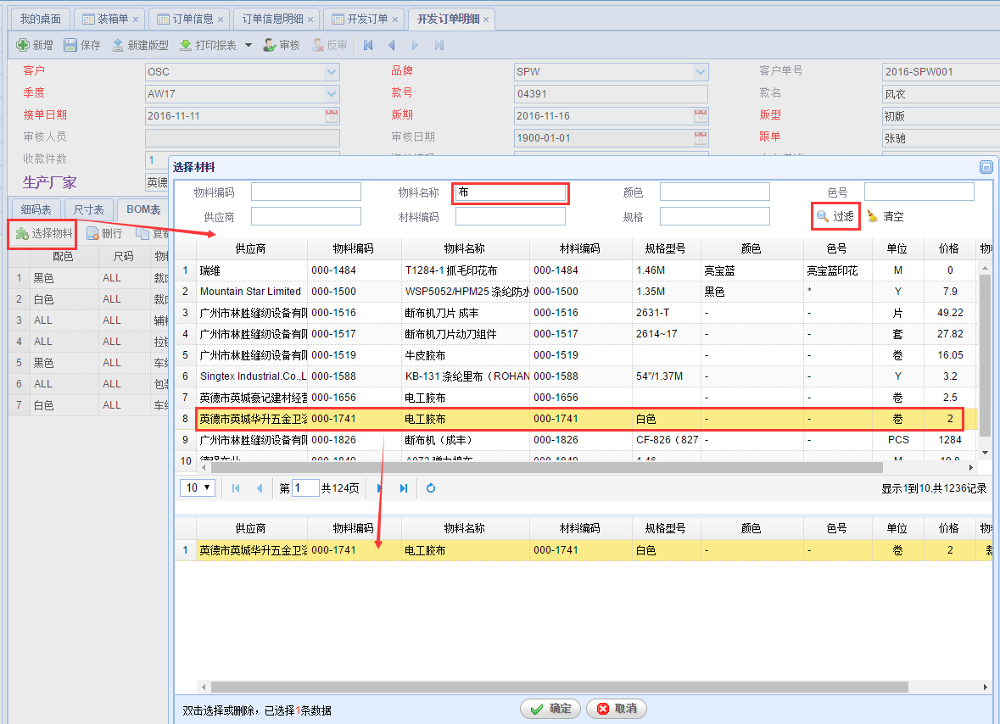 我的桌面 装箱单 × 订单信息 × 订单信息明细 × 开发订单 × 开发订单明细 ×
新增 保存 新建版型 打印报表 审核 反审
客户 OSC 品牌 SPW 客户单号 2016-SPW001
季度 AW17 款号 04391 款名 风衣
接单日期 2016-11-11 版期 2016-11-16 版型 初版
审核人员 审核日期 1900-01-01 跟单 张驰
收款件数 1
生产厂家 英德
细码表 尺寸表 BOM表
选择物料 删行 复制
配色 尺码 物料
1 黑色 ALL 裁
2 白色 ALL 裁
3 ALL ALL 辅料
4 ALL ALL 拉链
5 黑色 ALL 车
6 ALL ALL 包装
7 白色 ALL 车
选择材料
物料编码 物料名称 布 颜色 色号
供应商 材料编码 规格 过滤 清空
供应商 物料编码 物料名称 材料编码 规格型号 颜色 色号 单位 价格 物
1 瑞维 000-1484 T1284-1 抓毛印花布 000-1484 1.46M 亮宝蓝 亮宝蓝印花 M 0
2 Mountain Star Limited 000-1500 WSP5052/HPM25 涤纶防水 000-1500 1.35M 黑色 * Y 7.9
3 广州市林胜缝纫设备有限 000-1516 断布机刀片 成丰 000-1516 2631-T - - 片 49.22
4 广州市林胜缝纫设备有限 000-1517 断布机刀片动刀组件 000-1517 2614~17 - - 套 27.82
5 广州市林胜缝纫设备有限 000-1519 牛皮胶布 000-1519 - - 卷 16.05
6 Singtex Industrial.Co.,L 000-1588 KB-131 涤纶里布（ROHAN 000-1588 54"/1.37M - - Y 3.2
7 英德市英城豪记建材经营 000-1656 电工胶布 000-1656 - - 卷 2.5
8 英德市英城华升五金卫浴 000-1741 电工胶布 000-1741 白色 - - 卷 2
9 广州市林胜缝纫设备有限 000-1826 断布机（成丰） 000-1826 CF-826（827 - - PCS 1284
10 000-1849 000-1849 1.46 M 19.8
10 第 1 共124页 显示1到10,共1236记录
供应商 物料编码 物料名称 材料编码 规格型号 颜色 色号 单位 价格 物
1 英德市英城华升五金卫浴 000-1741 电工胶布 000-1741 白色 - - 卷 2 裁
双击选择或删除，已选择1条数据 确定 取消